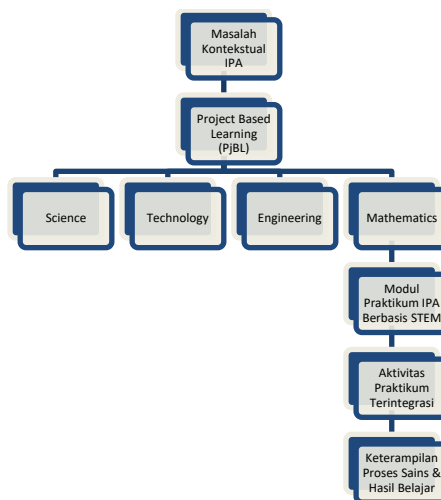 Masalah
Kontekstual
IPA
Project Based
Learning
(PjBL)
Science
Technology
Engineering
Mathematics
Modul
Praktikum IPA
Berbasis STEM
Aktivitas
Praktikum
Terintegrasi
Keterampilan
Proses Sains &
Hasil Belajar